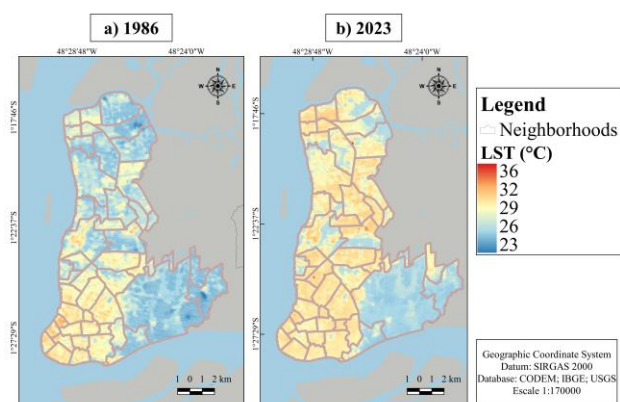 a) 1986
b) 2023
48°28'48"W 48°24'0"W
48°28'48"W 48°24'0"W
1°17'46"S
1°22'37"S
1°27'29"S
1°17'46"S
1°22'37"S
1°27'29"S
N
W E
S
N
W E
S
1 0 1 2 km
1 0 1 2 km
Legend
Neighborhoods
LST (°C)
36
33
29
26
23
Geographic Coordinate System
Datum: SIRGAS 2000
Database: CODEM; IBGE; USGS
Escale 1:170000